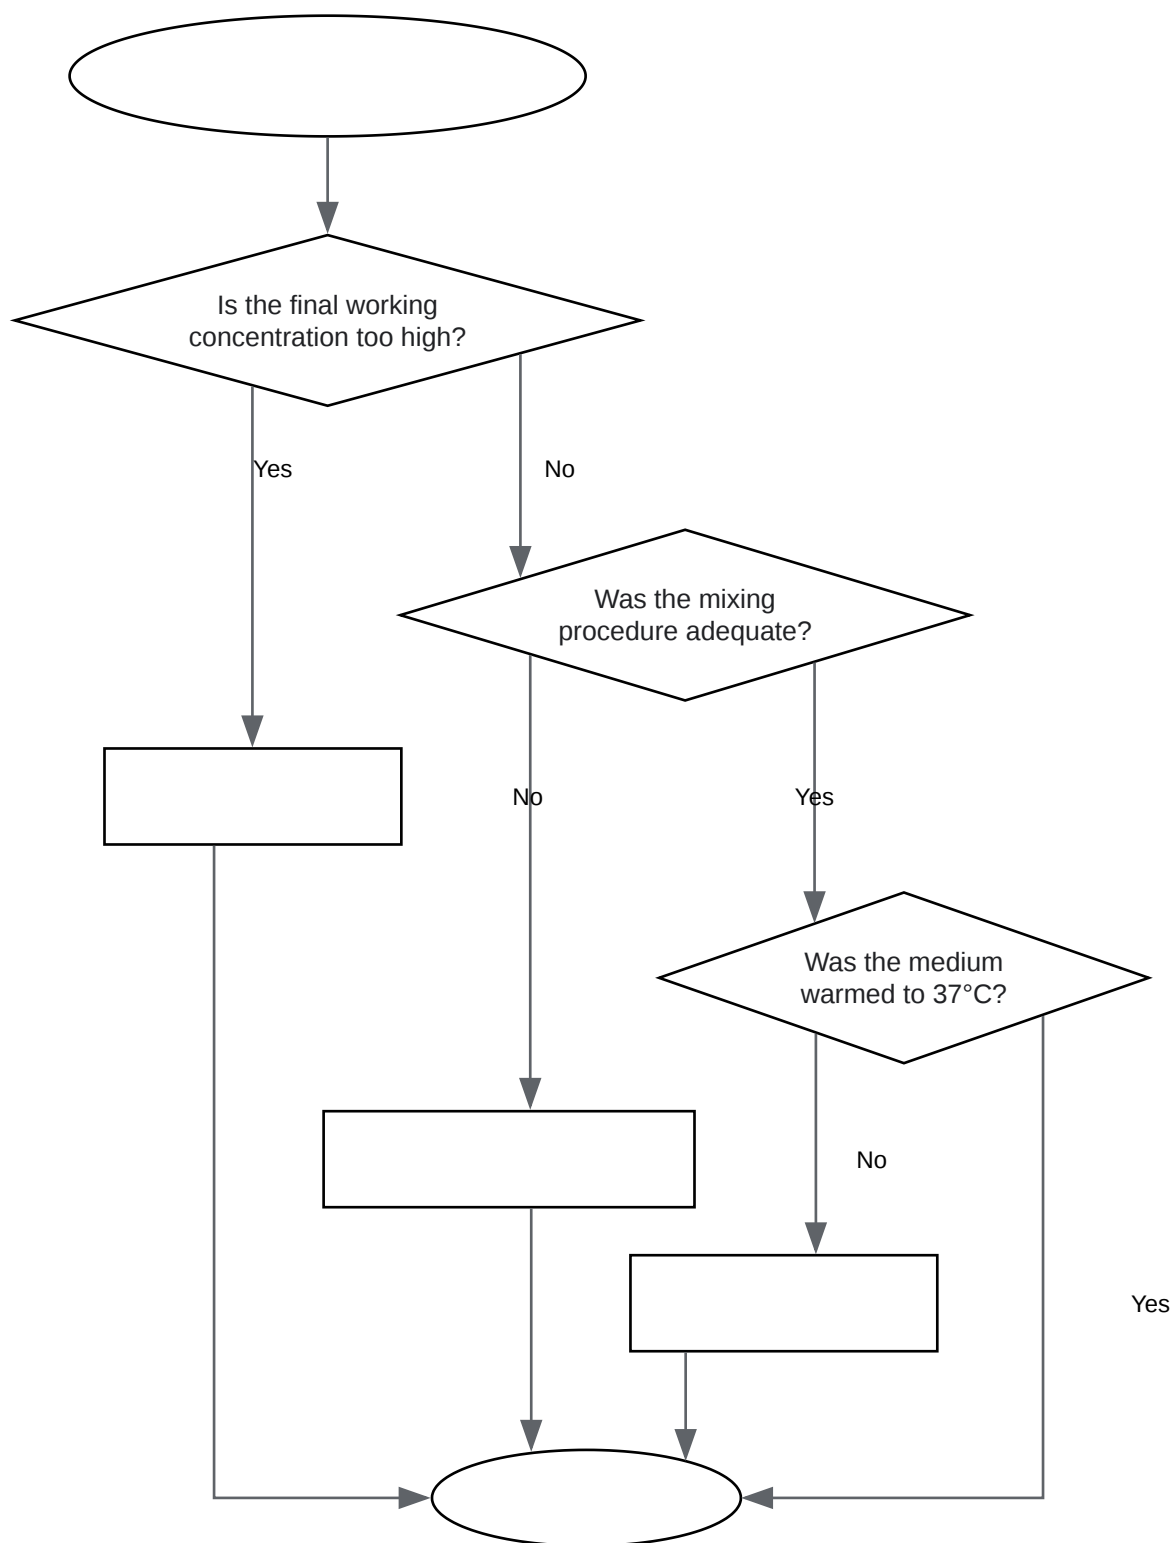 Is the final working
concentration too high?
Yes
No
Was the mixing
procedure adequate?
No
Yes
Was the medium
warmed to 37°C?
No
Yes